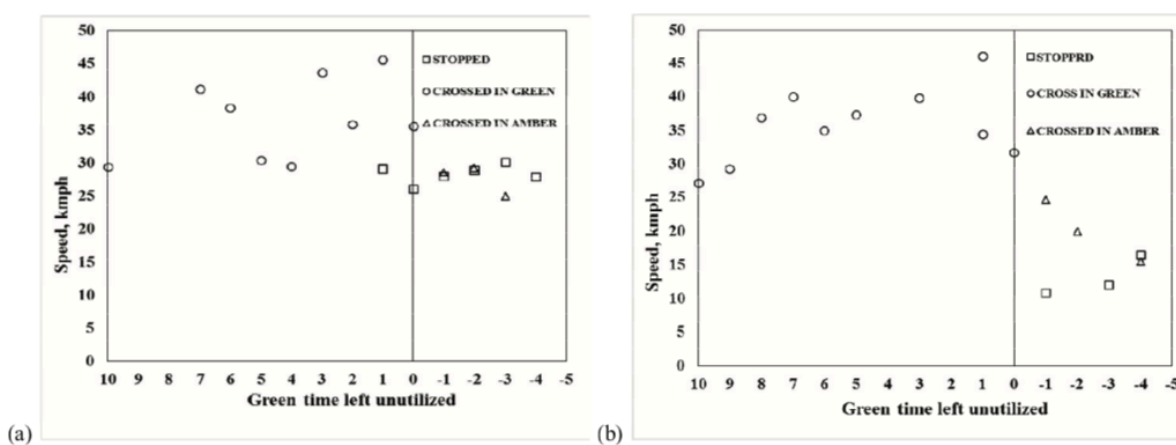 50
45
40
35
30
25
20
15
10
5
0
Speed, kmph
STOPPED
CROSSED IN GREEN
CROSSED IN AMBER
10 9 8 7 6 5 4 3 2 1 0 -1 -2 -3 -4 -5
Green time left unutilized
(a)
50
45
40
35
30
25
20
15
10
5
0
Speed, kmph
STOPPRD
CROSS IN GREEN
CROSSED IN AMBER
10 9 8 7 6 5 4 3 2 1 0 -1 -2 -3 -4 -5
Green time left unutilized
(b)